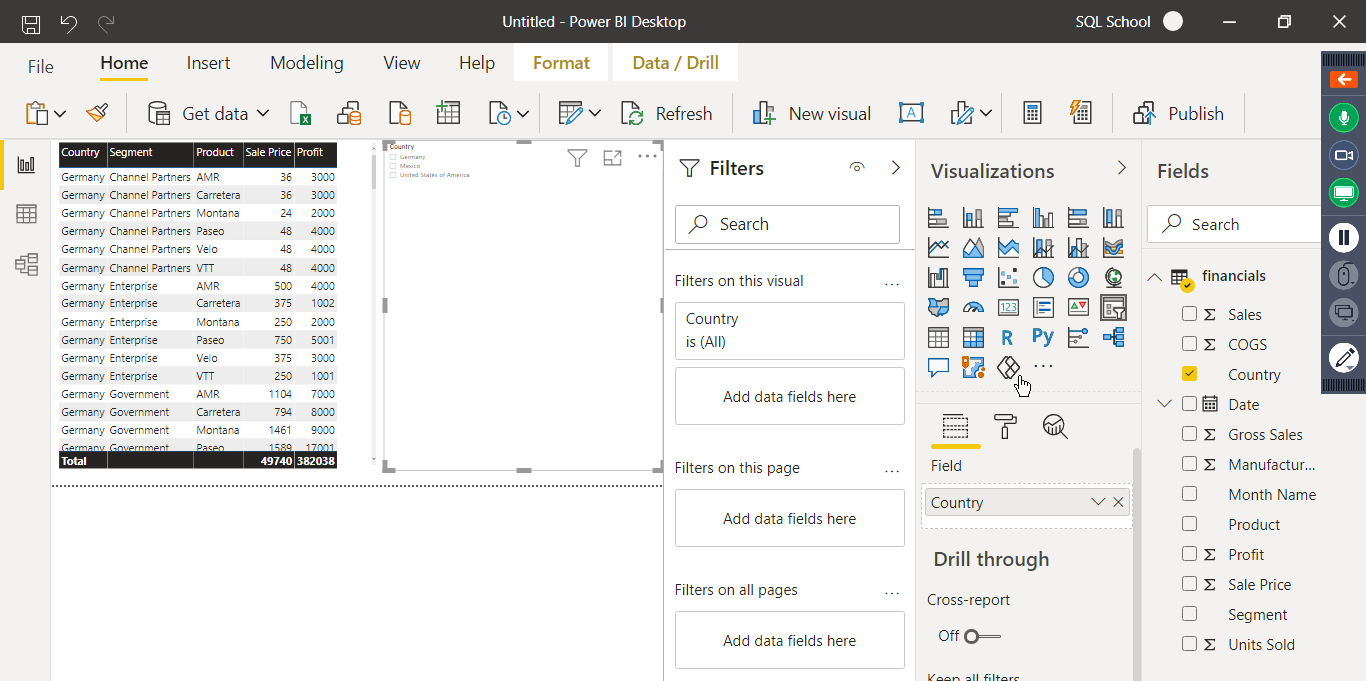 Untitled - Power BI Desktop
SQL School
File
Home
Insert
Modeling
View
Help
Format
Data / Drill
Get data
Refresh
New visual
Publish
Country Segment Product Sale Price Profit
Germany Channel Partners AMR 36 3000
Germany Channel Partners Carretera 36 3000
Germany Channel Partners Montana 24 2000
Germany Channel Partners Paseo 48 4000
Germany Channel Partners Velo 48 4000
Germany Channel Partners VTT 48 4000
Germany Enterprise AMR 500 4000
Germany Enterprise Carretera 375 1002
Germany Enterprise Montana 250 2000
Germany Enterprise Paseo 750 5001
Germany Enterprise Velo 375 3000
Germany Enterprise VTT 250 1001
Germany Government AMR 1104 7000
Germany Government Carretera 794 8000
Germany Government Montana 1461 9000
Germany Government Paseo 1589 17001
Total 49740 382038
Country
Germany
Mexico
United States of America
Filters
Search
Filters on this visual
...
Country
is (All)
Add data fields here
Filters on this page
...
Add data fields here
Filters on all pages
...
Add data fields here
Visualizations
123
R
Py
...
Field
Country
Drill through
Cross-report
Off
Keep all filters
Fields
Search
financials
Σ Sales
Σ COGS
Country
Date
Σ Gross Sales
Σ Manufactur...
Month Name
Product
Σ Profit
Σ Sale Price
Segment
Σ Units Sold